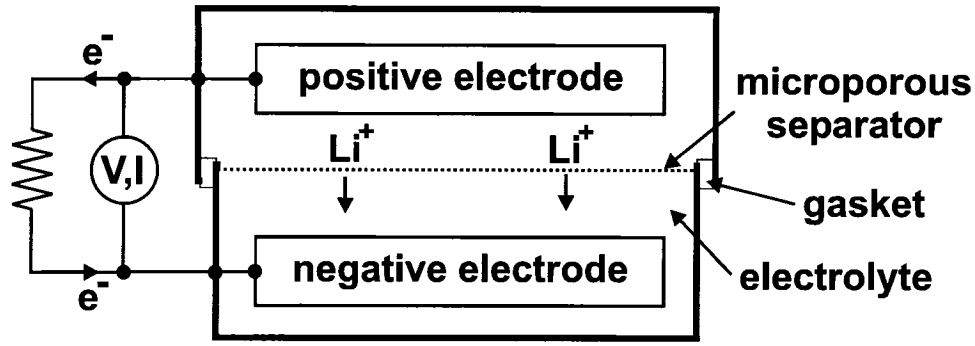 e⁻
positive electrode
microporous
separator
Li⁺ Li⁺
V,I
gasket
negative electrode
electrolyte
e⁻